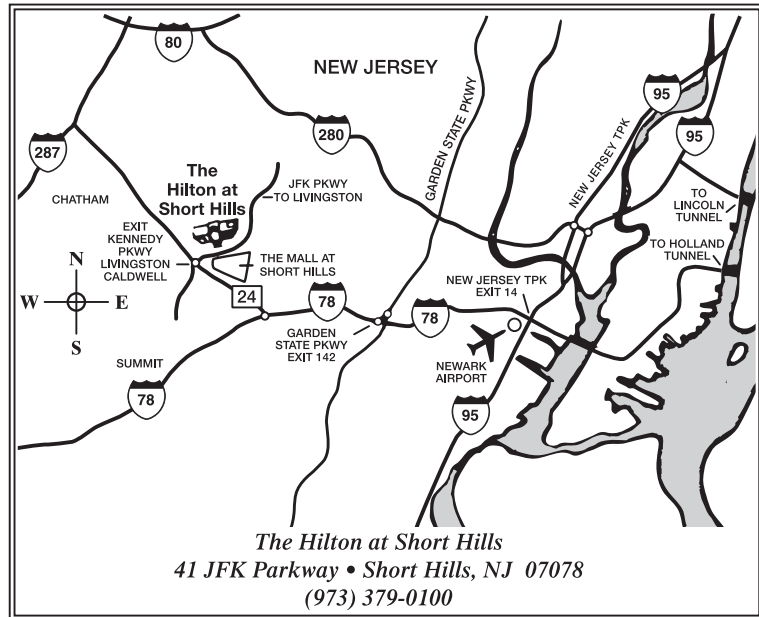 80
NEW JERSEY
95
95
287
280
GARDEN STATE PKWY
NEW JERSEY TPK
The
Hilton at
Short Hills
JFK PKWY
TO LIVINGSTON
CHATHAM
TO
LINCOLN
TUNNEL
EXIT
KENNEDY
PKWY
LIVINGSTON
CALDWELL
THE MALL AT
SHORT HILLS
TO HOLLAND
TUNNEL
N
W
E
S
24
78
NEW JERSEY TPK
EXIT 14
78
GARDEN
STATE PKWY
EXIT 142
NEWARK
AIRPORT
SUMMIT
78
95
The Hilton at Short Hills
41 JFK Parkway • Short Hills, NJ 07078
(973) 379-0100